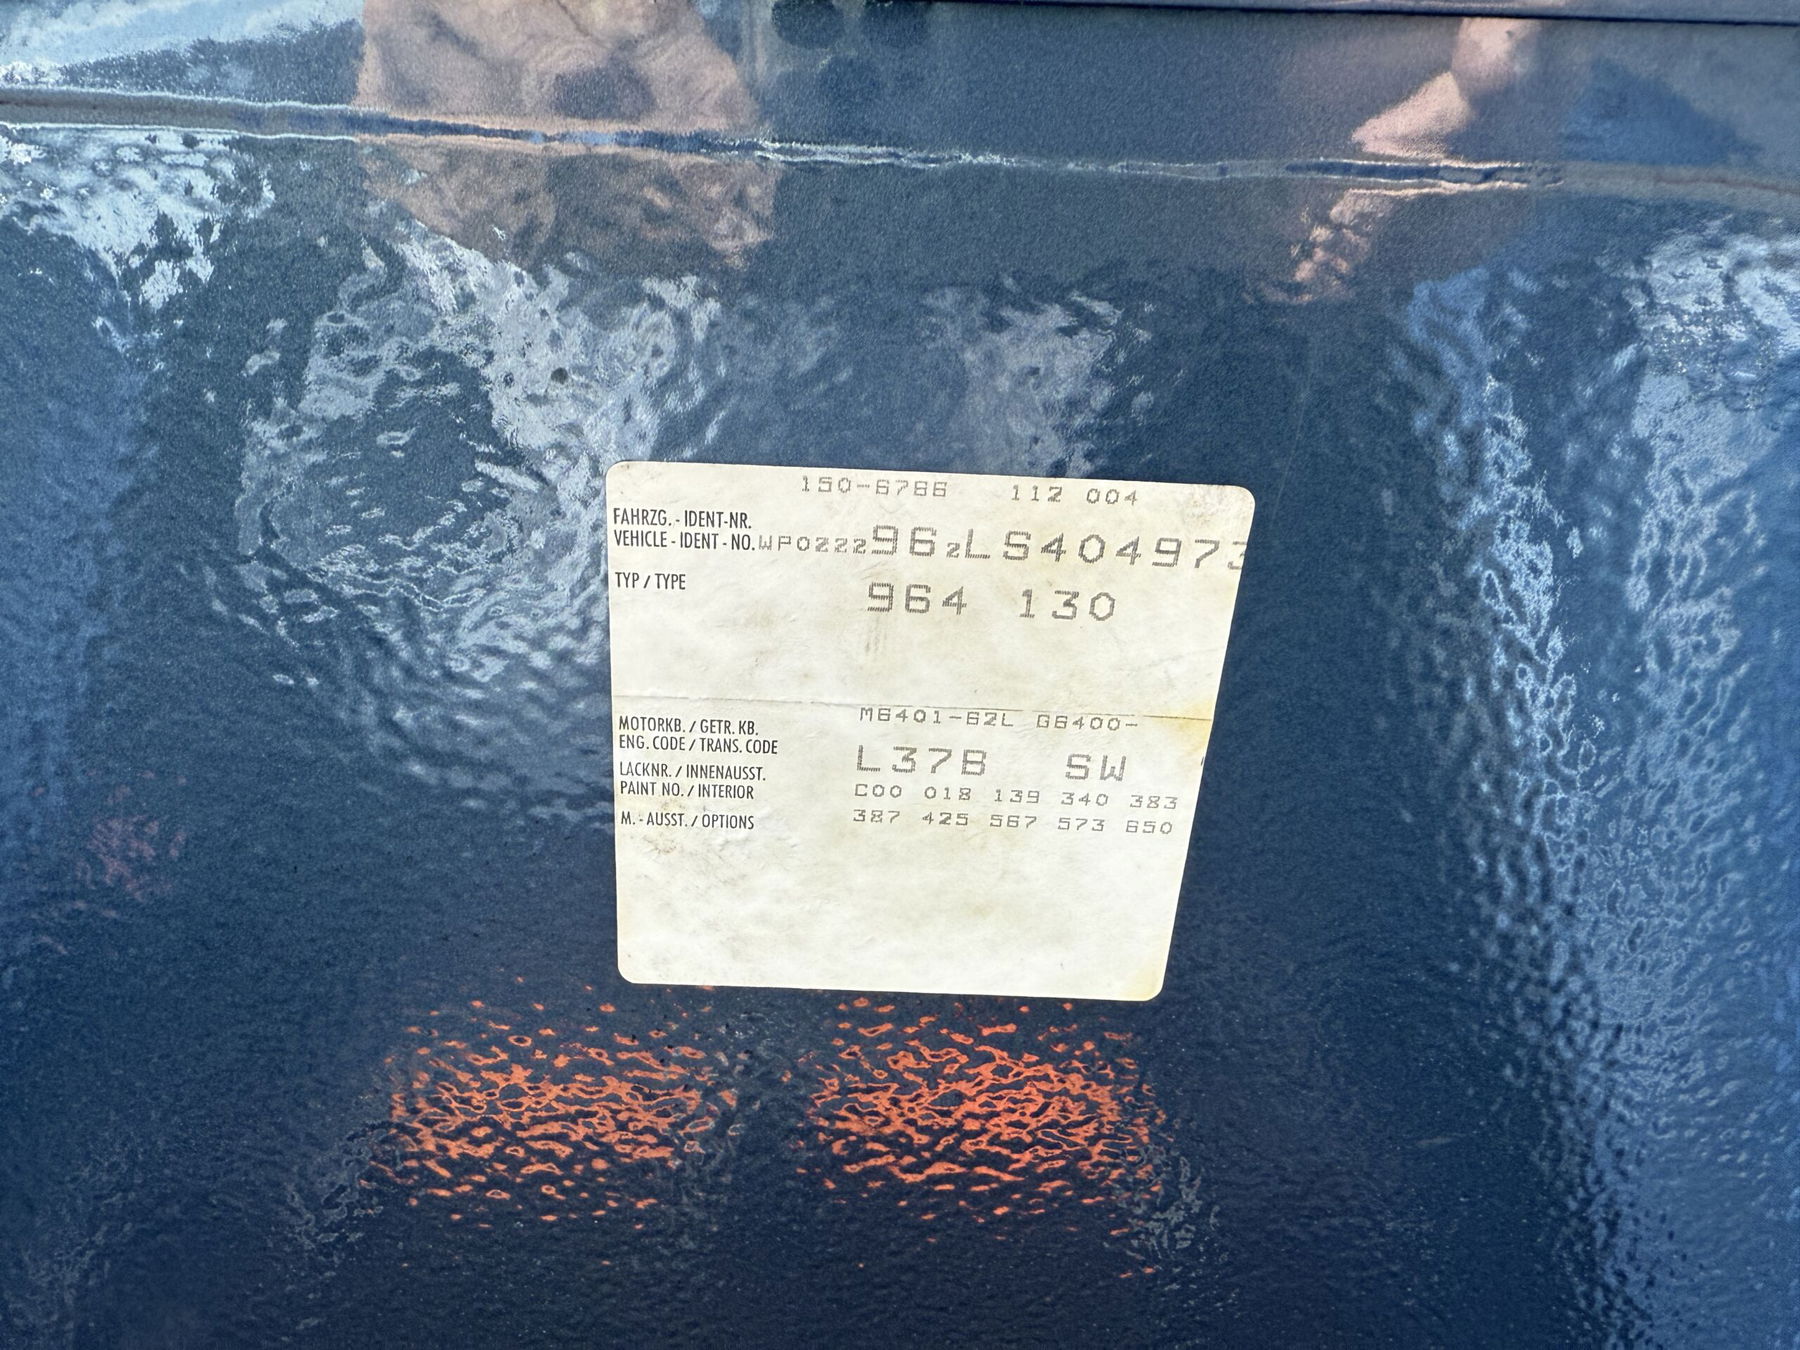 150-6786 112 004
FAHRZG.- IDENT-NR.
VEHICLE - IDENT - NO. WP0ZZZ96ZLS404973
TYP / TYPE
964 130
MOTORKB. / GETR. KB.
M6401-62L G6400-
ENG. CODE / TRANS. CODE
LACKNR. / INNENAUSST.
L37B SW
PAINT NO. / INTERIOR
C00 018 139 340 383
M. - AUSST. / OPTIONS
387 425 567 573 650